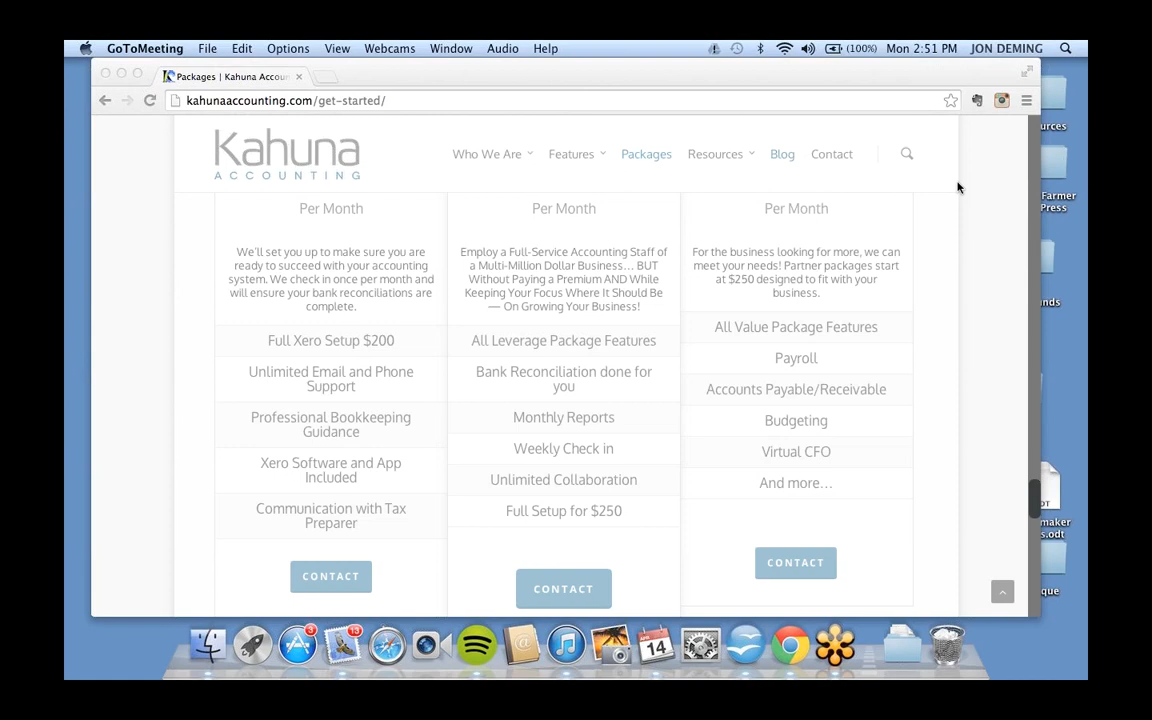 GoToMeeting File Edit Options View Webcams Window Audio Help (100%) Mon 2:51 PM JON DEMING
Packages | Kahuna Accoun
kahunaaccounting.com/get-started/
Kahuna
ACCOUNTING
Who We Are Features Packages Resources Blog Contact
Per Month
We'll set you up to make sure you are
ready to succeed with your accounting
system. We check in once per month and
will ensure your bank reconciliations are
complete.
Full Xero Setup $200
Unlimited Email and Phone
Support
Professional Bookkeeping
Guidance
Xero Software and App
Included
Communication with Tax
Preparer
CONTACT
Per Month
Employ a Full-Service Accounting Staff of
a Multi-Million Dollar Business… BUT
Without Paying a Premium AND While
Keeping Your Focus Where It Should Be
— On Growing Your Business!
All Leverage Package Features
Bank Reconciliation done for
you
Monthly Reports
Weekly Check in
Unlimited Collaboration
Full Setup for $250
CONTACT
Per Month
For the business looking for more, we can
meet your needs! Partner packages start
at $250 designed to fit with your
business.
All Value Package Features
Payroll
Accounts Payable/Receivable
Budgeting
Virtual CFO
And more…
CONTACT
urces
Farmer
Press
nds
maker
s.odt
que
3
13
14